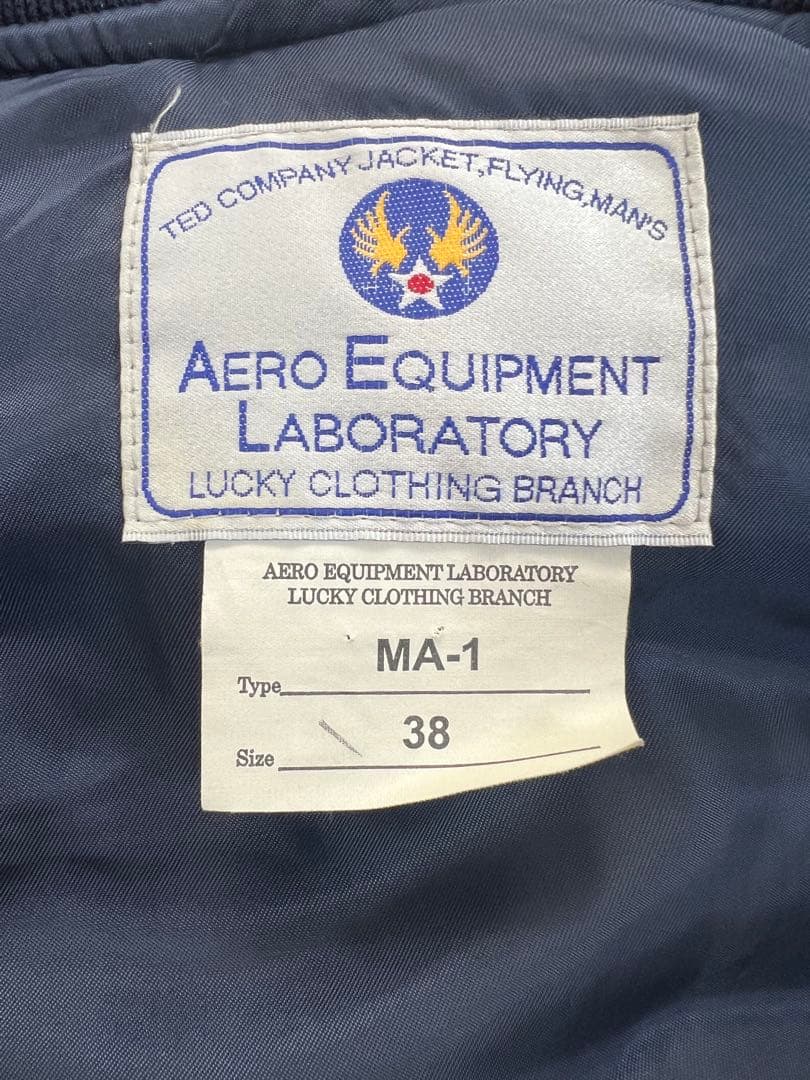 TED COMPANY JACKET,FLYING,MAN'S
AERO EQUIPMENT
LABORATORY
LUCKY CLOTHING BRANCH
AERO EQUIPMENT LABORATORY
LUCKY CLOTHING BRANCH
Type MA-1
Size 38